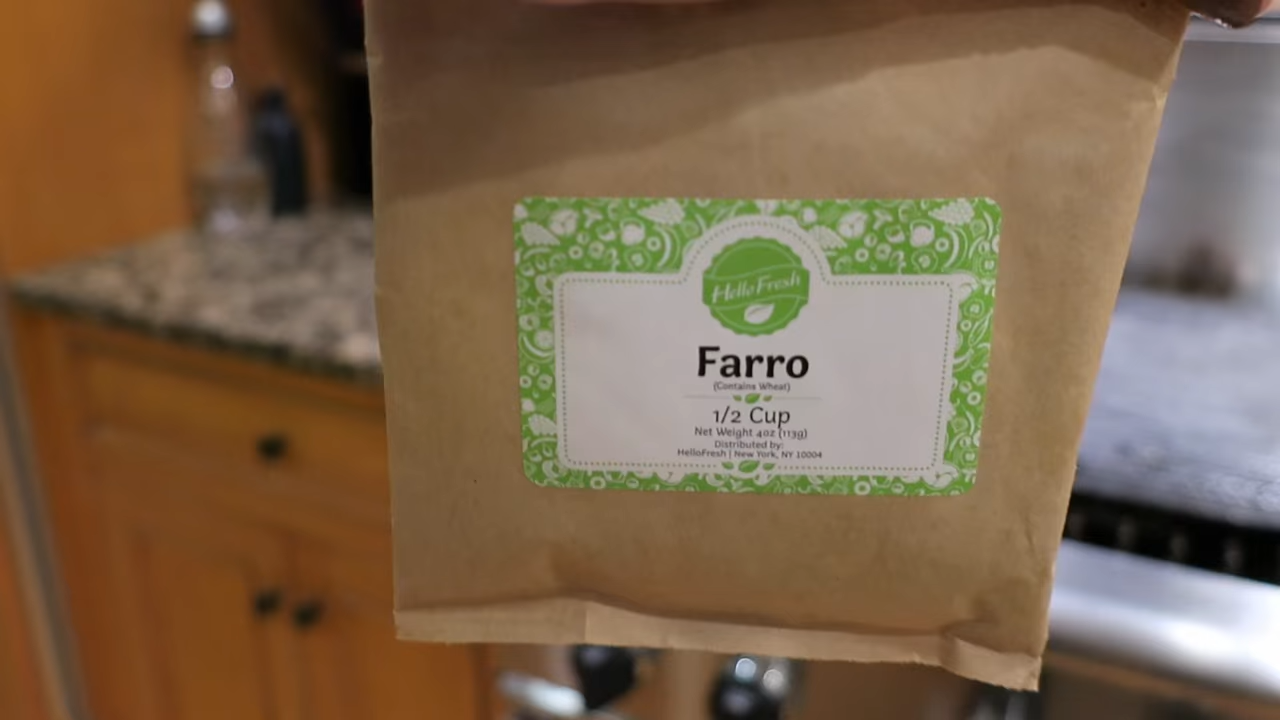 HelloFresh
Farro
(Contains Wheat)
1/2 Cup
Net Weight 4oz (113g)
Distributed by:
HelloFresh | New York, NY 10004